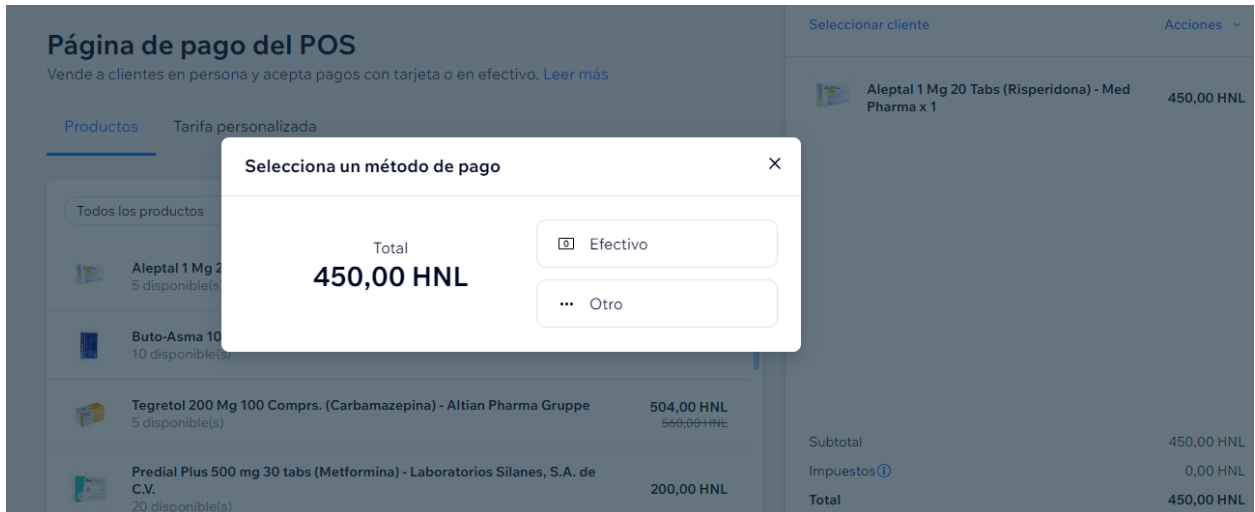 Página de pago del POS
Vende a clientes en persona y acepta pagos con tarjeta o en efectivo. Leer más
Productos
Tarifa personalizada
Todos los productos
Aleptal 1 Mg 2
5 disponible(s
Buto-Asma 10
10 disponible(s)
Tegretol 200 Mg 100 Comprs. (Carbamazepina) - Altian Pharma Gruppe
504,00 HNL
5 disponible(s)
560,00 HNL
Predial Plus 500 mg 30 tabs (Metformina) - Laboratorios Silanes, S.A. de
C.V.
200,00 HNL
20 disponible(s)
Selecciona un método de pago
Total
450,00 HNL
Efectivo
Otro
Seleccionar cliente
Acciones
Aleptal 1 Mg 20 Tabs (Risperidona) - Med
Pharma x 1
450,00 HNL
Subtotal
450,00 HNL
Impuestos
0,00 HNL
Total
450,00 HNL